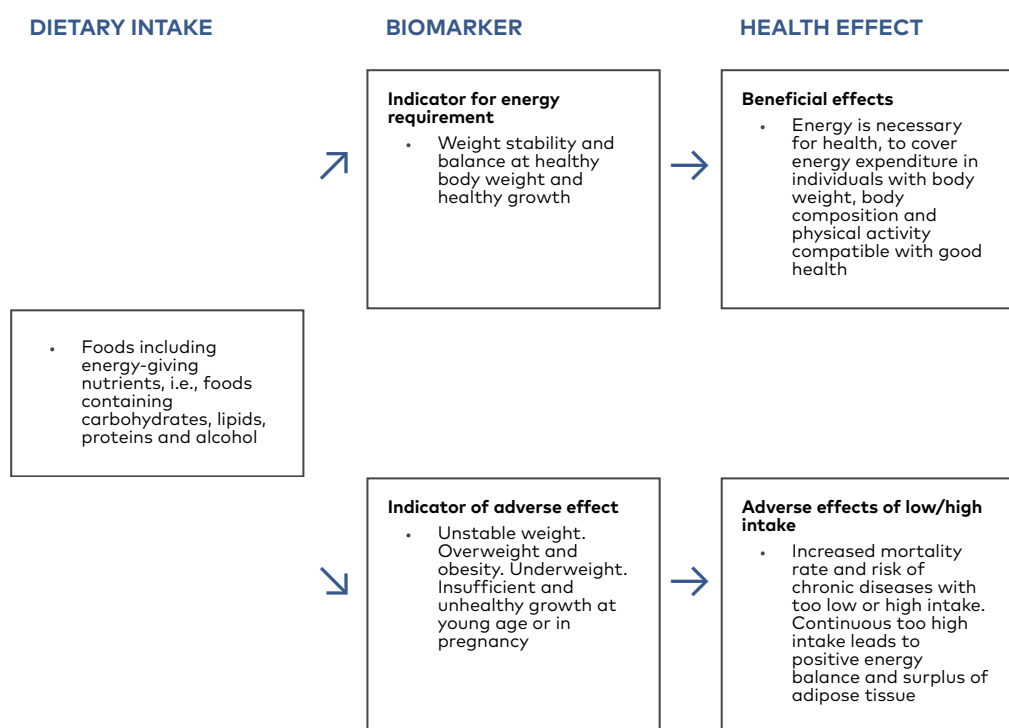 DIETARY INTAKE
BIOMARKER
HEALTH EFFECT
Indicator for energy
requirement
• Weight stability and
balance at healthy
body weight and
healthy growth
Beneficial effects
• Energy is necessary
for health, to cover
energy expenditure in
individuals with body
weight, body
composition and
physical activity
compatible with good
health
• Foods including
energy-giving
nutrients, i.e., foods
containing
carbohydrates, lipids,
proteins and alcohol
Indicator of adverse effect
• Unstable weight.
Overweight and
obesity. Underweight.
Insufficient and
unhealthy growth at
young age or in
pregnancy
Adverse effects of low/high
intake
• Increased mortality
rate and risk of
chronic diseases with
too low or high intake.
Continuous too high
intake leads to
positive energy
balance and surplus of
adipose tissue